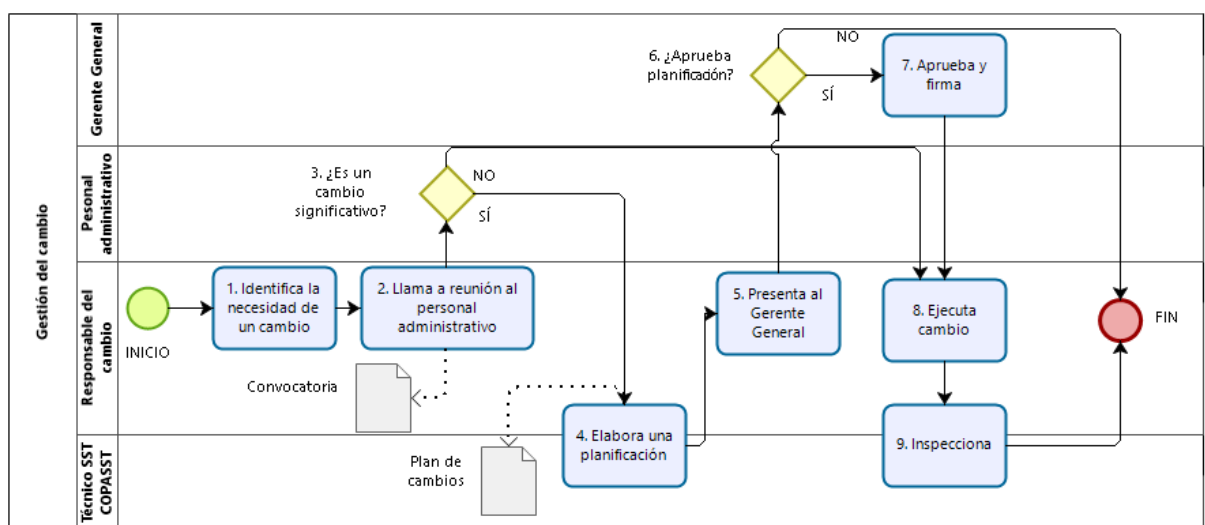 Gestión del cambio
Gerente General
6. ¿Aprueba
planificación?
NO
SÍ
7. Aprueba y
firma
Pesonal
administrativo
3. ¿Es un
cambio
significativo?
NO
SÍ
Responsable del
cambio
INICIO
1. Identifica la
necesidad de
un cambio
2. Llama a reunión al
personal
administrativo
Convocatoria
5. Presenta al
Gerente
General
8. Ejecuta
cambio
FIN
Técnico SST
COPASST
Plan de
cambios
4. Elabora una
planificación
9. Inspecciona